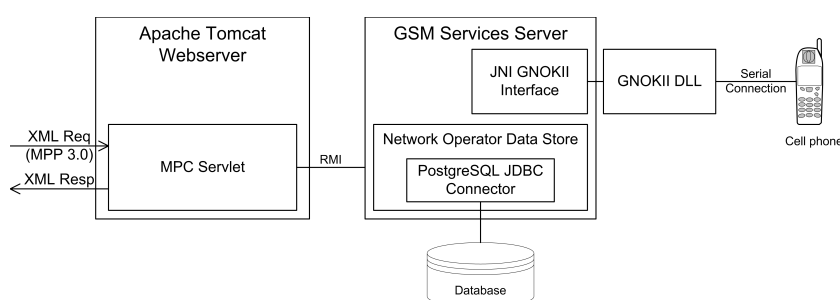 Apache Tomcat
Webserver
GSM Services Server
JNI GNOKII
Interface
GNOKII DLL
Serial
Connection
Cell phone
XML Req
(MPP 3.0)
XML Resp
MPC Servlet
RMI
Network Operator Data Store
PostgreSQL JDBC
Connector
Database